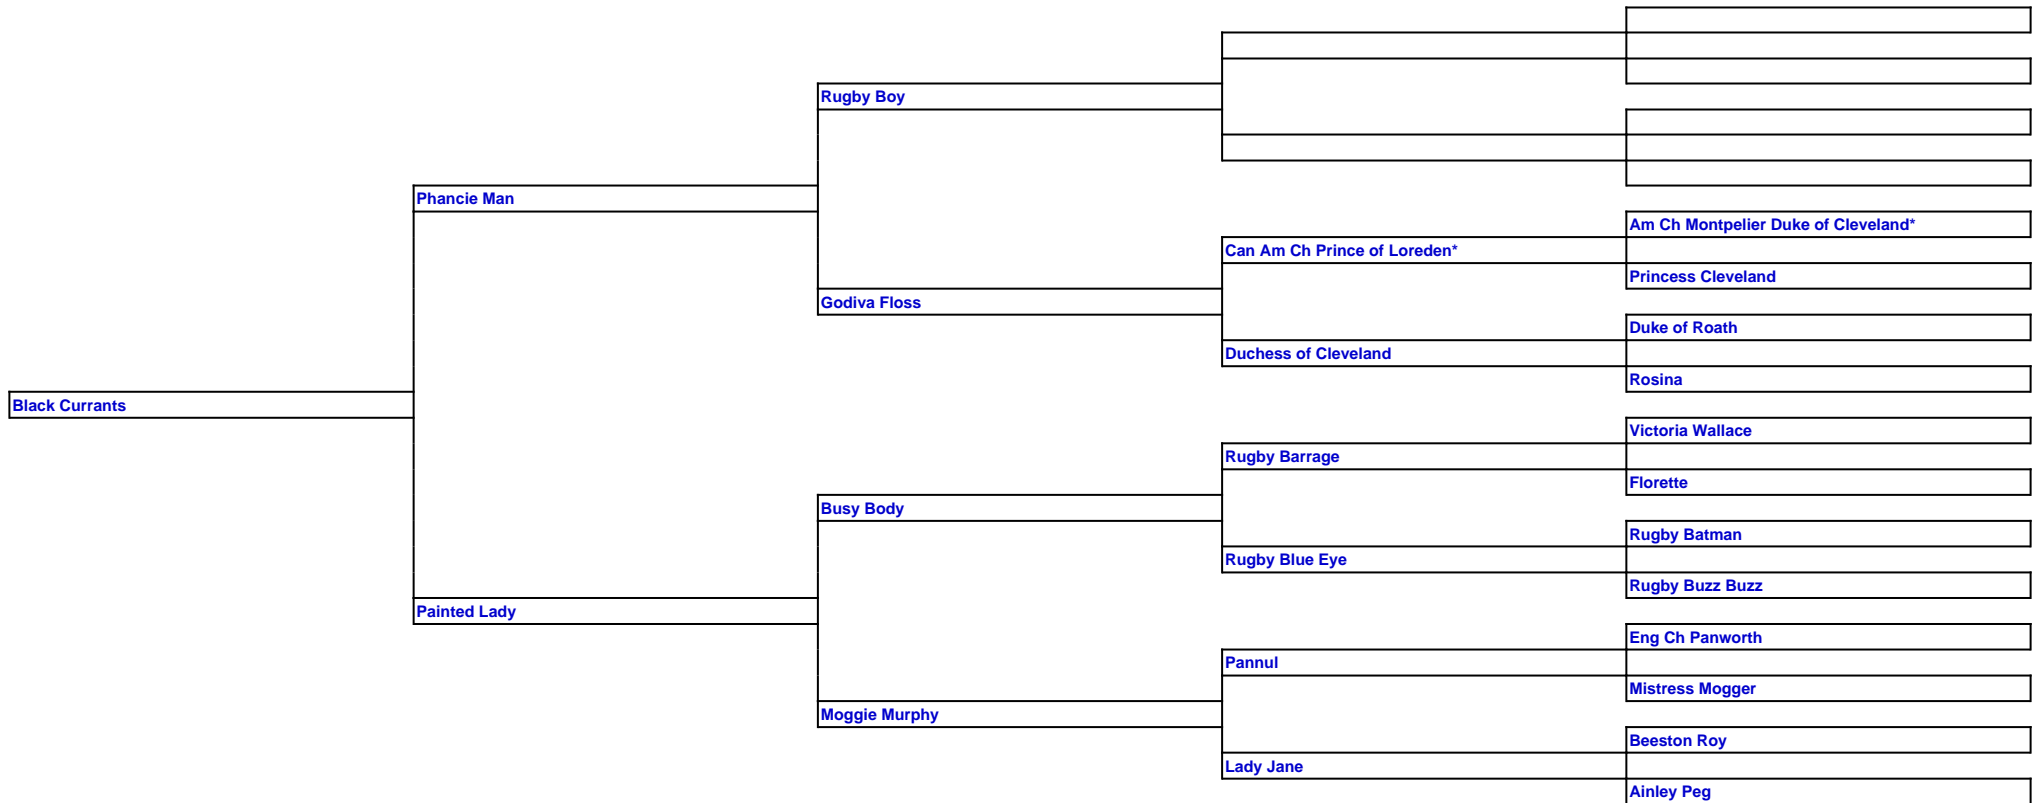 Rugby Boy
Phancie Man
Am Ch Montpelier Duke of Cleveland*
Can Am Ch Prince of Loreden*
Princess Cleveland
Godiva Floss
Duke of Roath
Duchess of Cleveland
Rosina
Black Currants
Victoria Wallace
Rugby Barrage
Florette
Busy Body
Rugby Batman
Rugby Blue Eye
Rugby Buzz Buzz
Painted Lady
Eng Ch Panworth
Pannul
Mistress Mogger
Moggie Murphy
Beeston Roy
Lady Jane
Ainley Peg